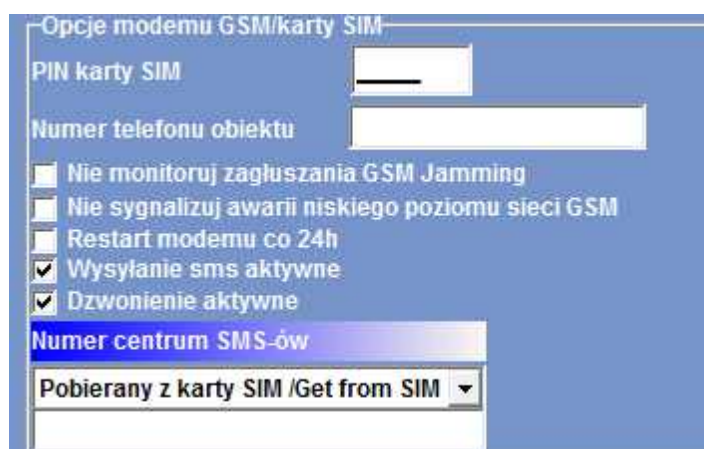 Opcje modemu GSM/karty SIM
PIN karty SIM
Numer telefonu obiektu
Nie monitoruj zagłuszania GSM Jamming
Nie sygnalizuj awarii niskiego poziomu sieci GSM
Restart modemu co 24h
Wysyłanie sms aktywne
Dzwonienie aktywne
Numer centrum SMS-ów
Pobierany z karty SIM /Get from SIM